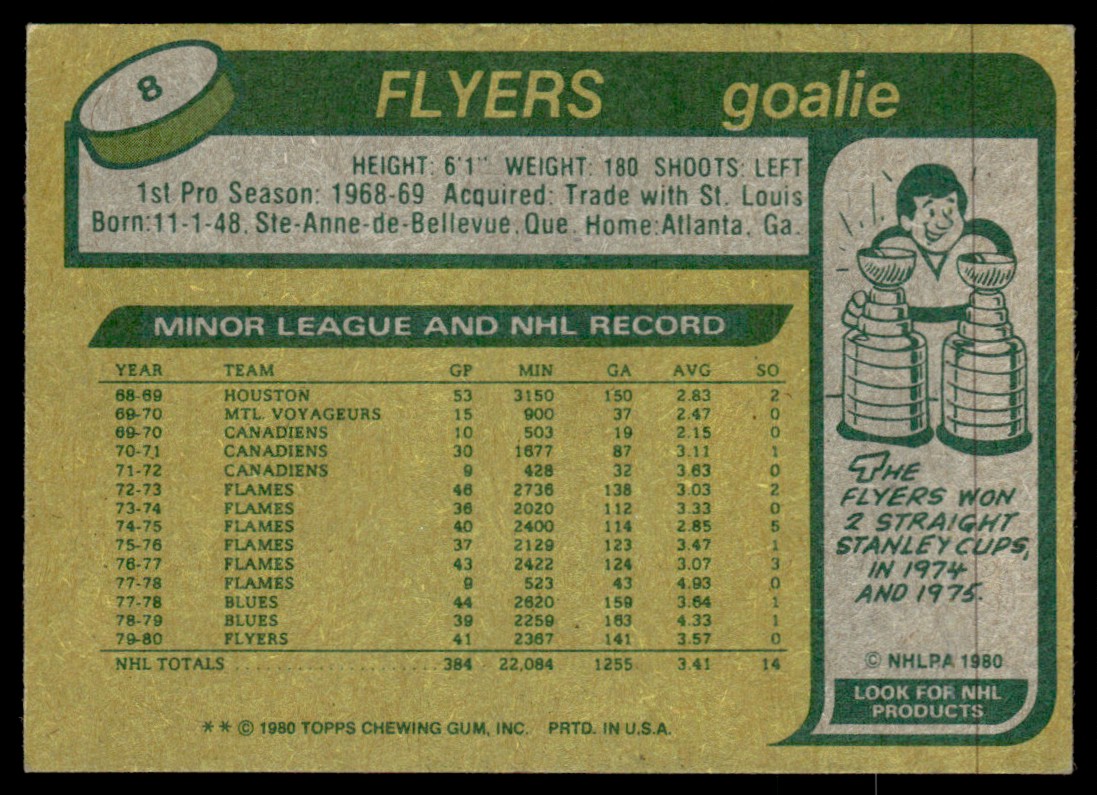 8
FLYERS goalie
HEIGHT: 6'1" WEIGHT: 180 SHOOTS: LEFT
1st Pro Season: 1968-69 Acquired: Trade with St. Louis
Born:11-1-48, Ste-Anne-de-Bellevue, Que. Home:Atlanta, Ga.
MINOR LEAGUE AND NHL RECORD
YEAR TEAM GP MIN GA AVG SO
68-69 HOUSTON 53 3150 150 2.83 2
69-70 MTL. VOYAGEURS 15 900 37 2.47 0
69-70 CANADIENS 10 503 19 2.15 0
70-71 CANADIENS 30 1677 87 3.11 1
71-72 CANADIENS 9 428 32 3.63 0
72-73 FLAMES 46 2736 138 3.03 2
73-74 FLAMES 36 2020 112 3.33 0
74-75 FLAMES 40 2400 114 2.85 5
75-76 FLAMES 37 2129 123 3.47 1
76-77 FLAMES 43 2422 124 3.07 3
77-78 FLAMES 9 523 43 4.93 0
77-78 BLUES 44 2620 159 3.64 1
78-79 BLUES 39 2259 163 4.33 1
79-80 FLYERS 41 2367 141 3.57 0
NHL TOTALS ..................... 384 22,084 1255 3.41 14
** © 1980 TOPPS CHEWING GUM, INC. PRTD. IN U.S.A.
THE
FLYERS WON
2 STRAIGHT
STANLEY CUPS,
IN 1974
AND 1975.
© NHLPA 1980
LOOK FOR NHL
PRODUCTS